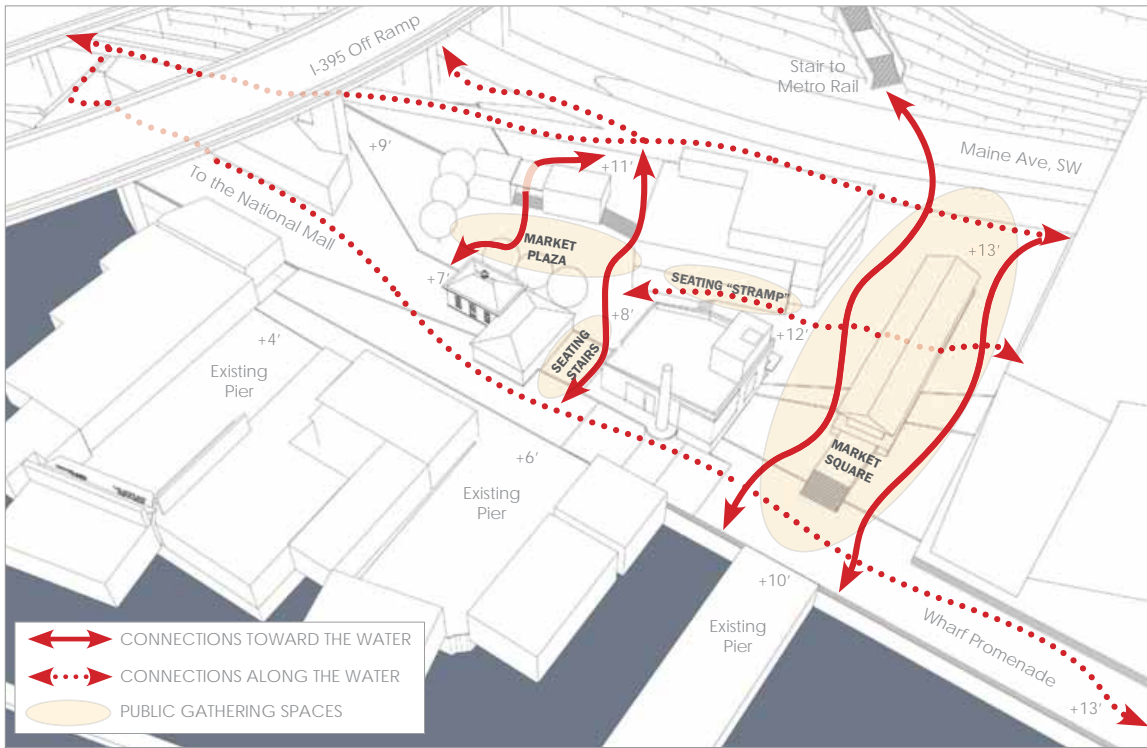 I-395 Off Ramp
Stair to
Metro Rail
Maine Ave, SW
+9'
+11'
To the National Mall
MARKET
PLAZA
+13'
+7'
SEATING "STRAMP"
+8'
+12'
+4'
Existing
Pier
SEATING
STAIRS
MARKET
SQUARE
+6'
Existing
Pier
+10'
Existing
Pier
Wharf Promenade
+13'
CONNECTIONS TOWARD THE WATER
CONNECTIONS ALONG THE WATER
PUBLIC GATHERING SPACES